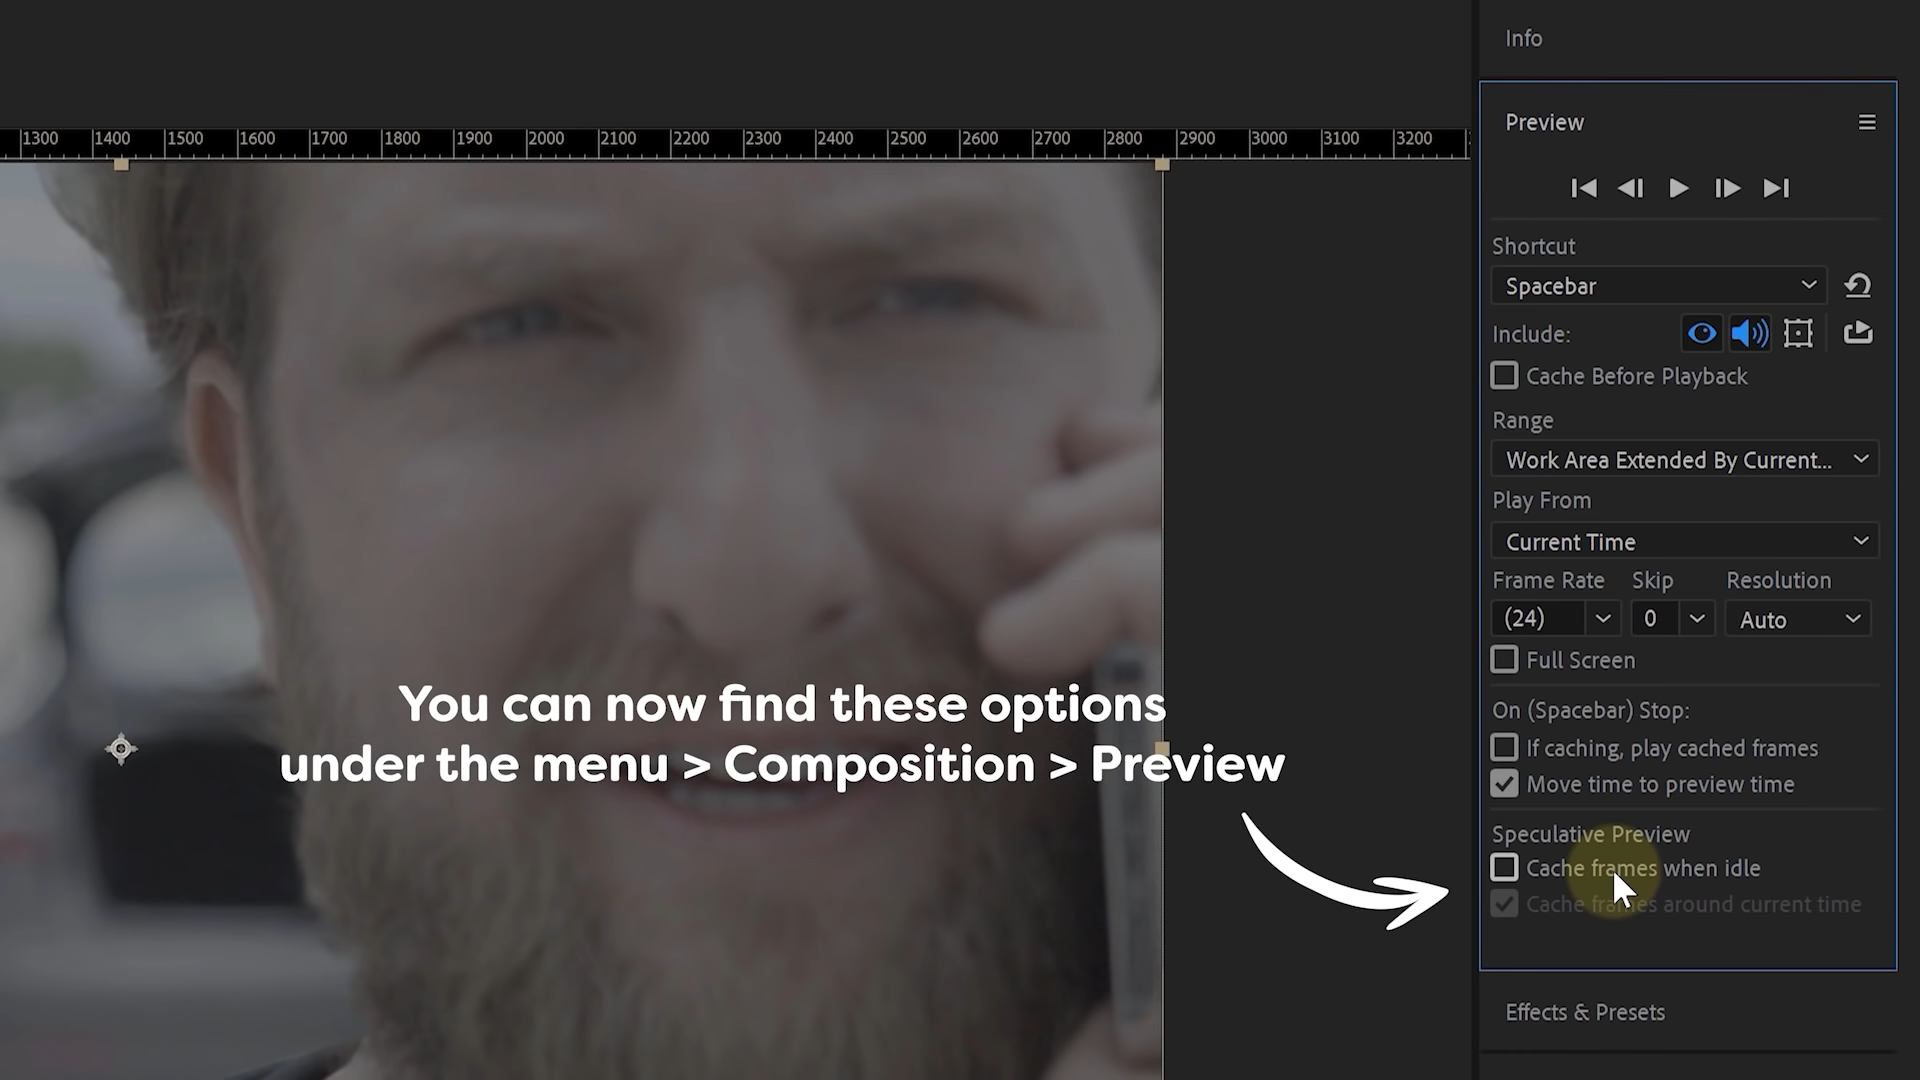 Info
1300 1400 1500 1600 1700 1800 1900 2000 2100 2200 2300 2400 2500 2600 2700 2800 2900 3000 3100 3200
Preview
Shortcut
Spacebar
Include:
Cache Before Playback
Range
Work Area Extended By Current...
Play From
Current Time
Frame Rate Skip Resolution
(24) 0 Auto
Full Screen
On (Spacebar) Stop:
If caching, play cached frames
Move time to preview time
Speculative Preview
Cache frames when idle
Cache frames around current time
Effects & Presets
You can now find these options
under the menu > Composition > Preview